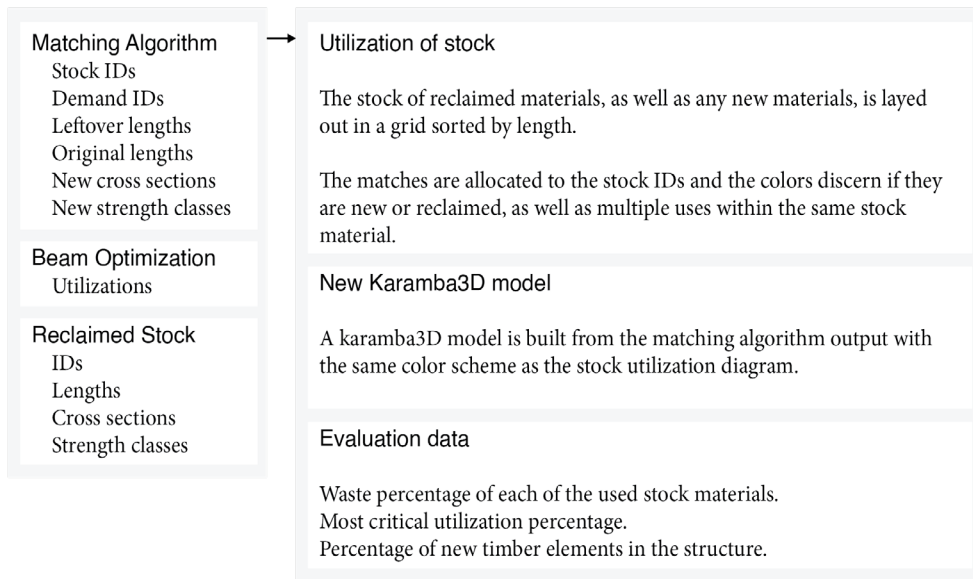 Matching Algorithm
Stock IDs
Demand IDs
Leftover lengths
Original lengths
New cross sections
New strength classes
Beam Optimization
Utilizations
Reclaimed Stock
IDs
Lengths
Cross sections
Strength classes
Utilization of stock
The stock of reclaimed materials, as well as any new materials, is layed
out in a grid sorted by length.
The matches are allocated to the stock IDs and the colors discern if they
are new or reclaimed, as well as multiple uses within the same stock
material.
New Karamba3D model
A karamba3D model is built from the matching algorithm output with
the same color scheme as the stock utilization diagram.
Evaluation data
Waste percentage of each of the used stock materials.
Most critical utilization percentage.
Percentage of new timber elements in the structure.